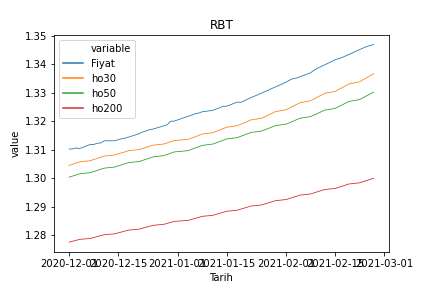 RBT
1.35
1.34
1.33
1.32
1.31
1.30
1.29
1.28
value
variable
Fiyat
ho30
ho50
ho200
2020-12-01 2020-12-15 2021-01-01 2021-01-15 2021-02-01 2021-02-15 2021-03-01
Tarih